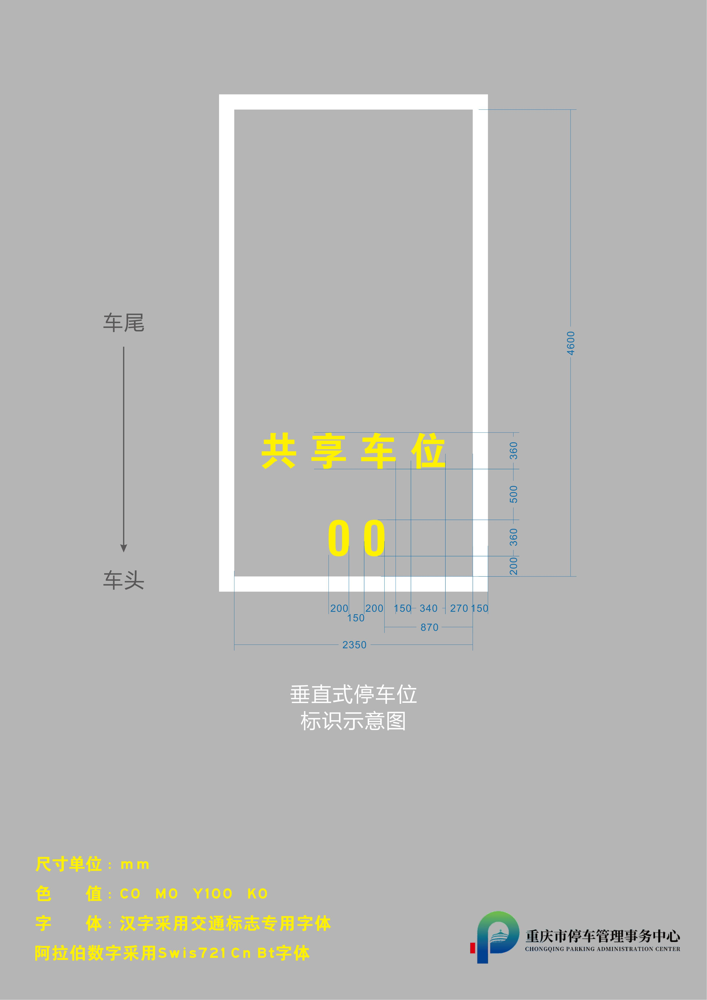 车尾
4600
共享车位
360
500
00
360
200
车头
200 200 150 340 270 150
150
870
2350
垂直式停车位
标识示意图
尺寸单位：mm
色 值：C0 M0 Y100 K0
字 体：汉字采用交通标志专用字体
阿拉伯数字采用Swis721 Cn Bt字体
重庆市停车管理事务中心
CHONGQING PARKING ADMINISTRATION CENTER